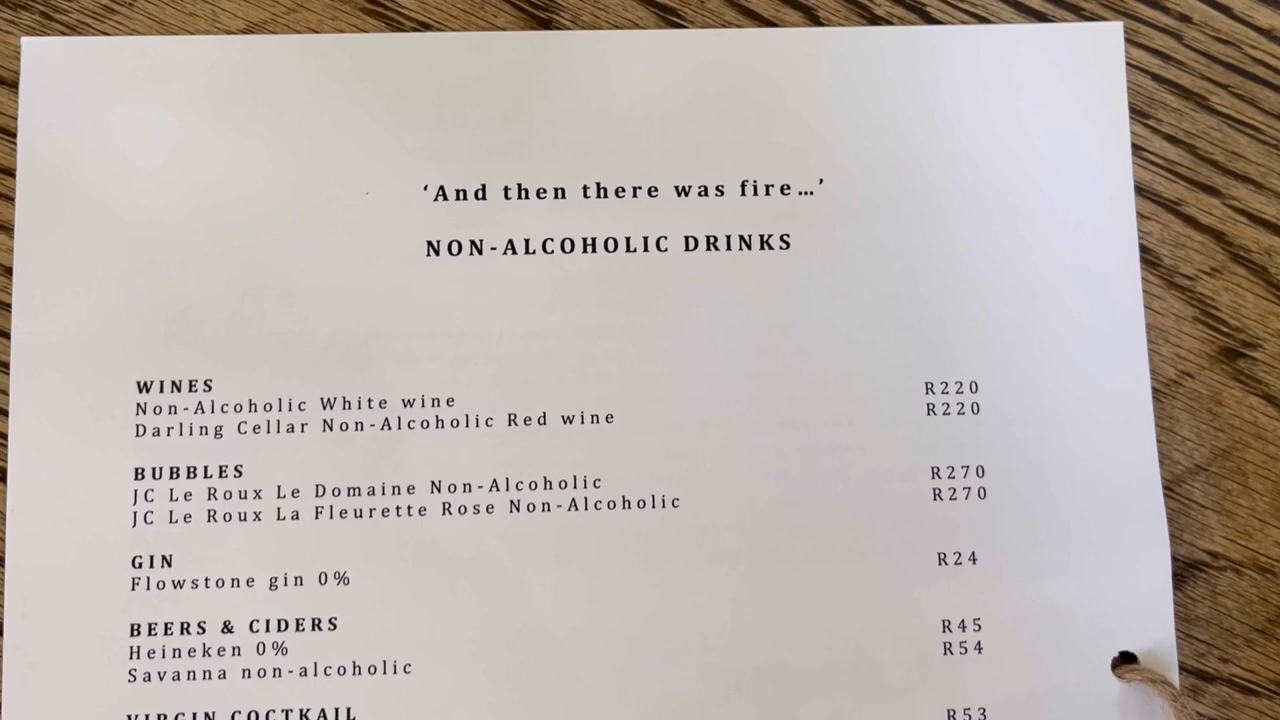 ‘And then there was fire…’
NON-ALCOHOLIC DRINKS
WINES
Non-Alcoholic White wine R220
Darling Cellar Non-Alcoholic Red wine R220
BUBBLES
JC Le Roux Le Domaine Non-Alcoholic R270
JC Le Roux La Fleurette Rose Non-Alcoholic R270
GIN
Flowstone gin 0% R24
BEERS & CIDERS
Heineken 0% R45
Savanna non-alcoholic R54
VIRGIN COCTKAIL R53